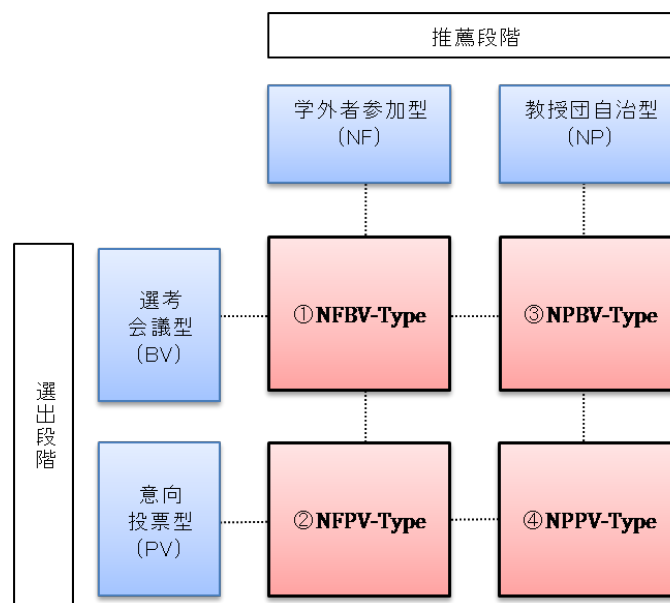 推薦段階
学外者参加型
(NF)
教授団自治型
(NP)
選出段階
選考
会議型
(BV)
①NFBV-Type
③NPBV-Type
意向
投票型
(PV)
②NFPV-Type
④NPPV-Type